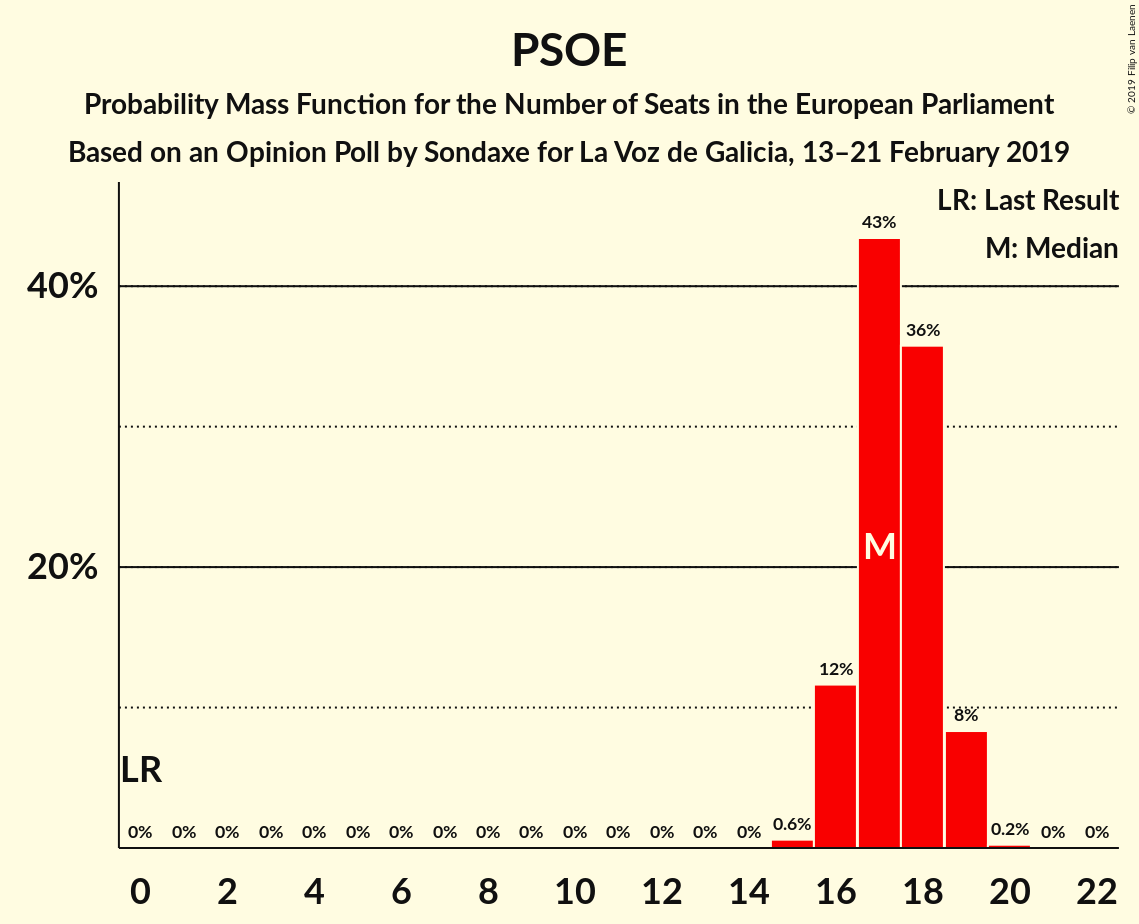 PSOE
Probability Mass Function for the Number of Seats in the European Parliament
Based on an Opinion Poll by Sondaxe for La Voz de Galicia, 13–21 February 2019
© 2019 Filip van Laenen
LR: Last Result
M: Median
43%
40%
36%
M
20%
12%
8%
LR
0% 0% 0% 0% 0% 0% 0% 0% 0% 0% 0% 0% 0% 0% 0% 0.6% 0.2% 0% 0%
0 2 4 6 8 10 12 14 16 18 20 22